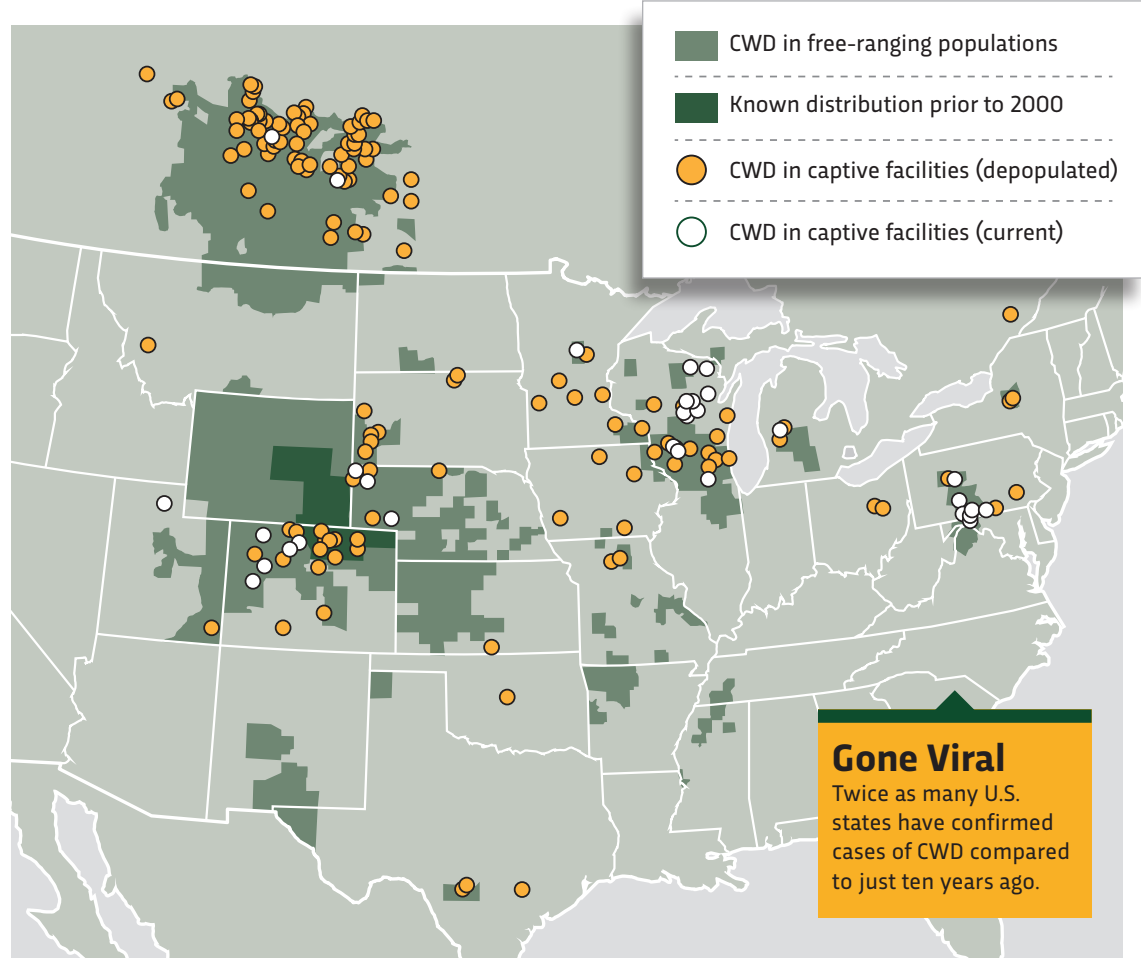 CWD in free-ranging populations
Known distribution prior to 2000
CWD in captive facilities (depopulated)
CWD in captive facilities (current)
Gone Viral
Twice as many U.S.
states have confirmed
cases of CWD compared
to just ten years ago.